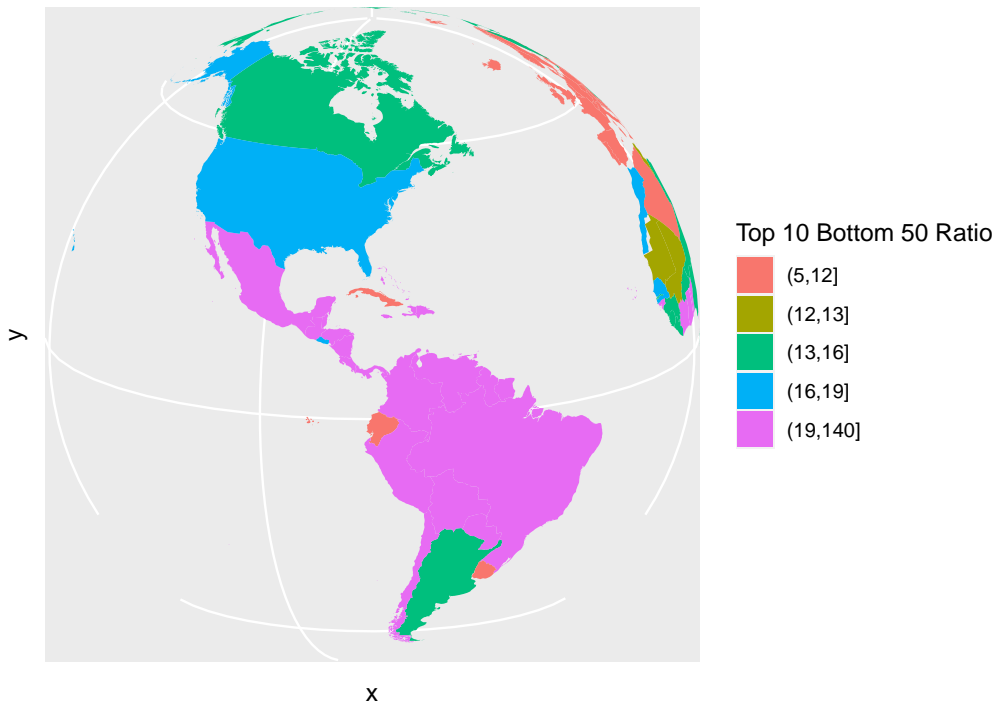 y
x
Top 10 Bottom 50 Ratio
(5,12]
(12,13]
(13,16]
(16,19]
(19,140]